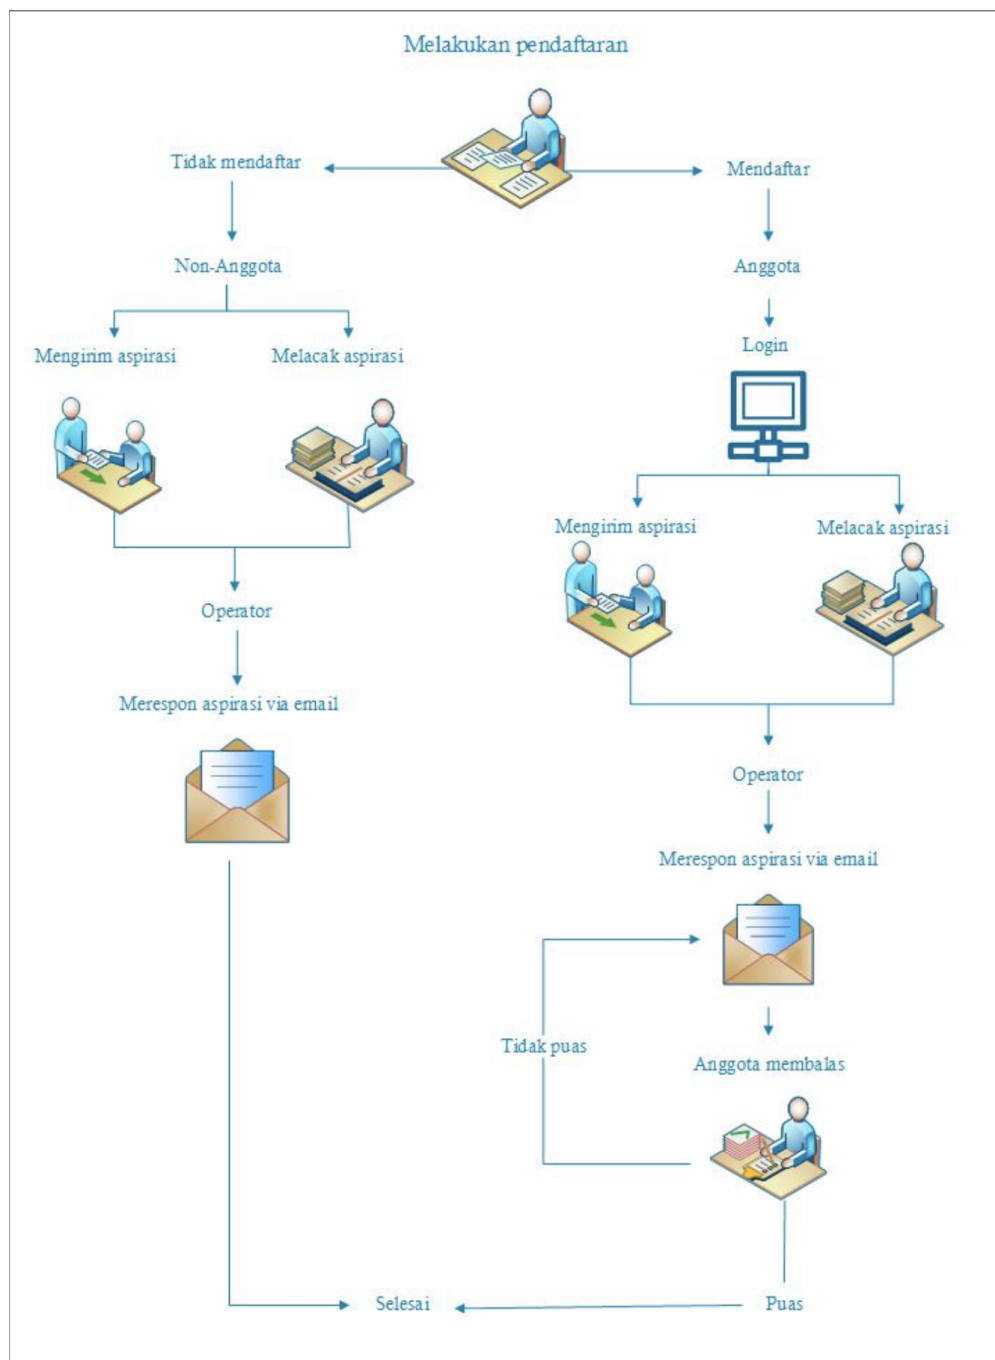 Melakukan pendaftaran
Tidak mendaftar
Mendaftar
Non-Anggota
Anggota
Login
Mengirim aspirasi
Melacak aspirasi
Mengirim aspirasi
Melacak aspirasi
Operator
Merespon aspirasi via email
Operator
Merespon aspirasi via email
Tidak puas
Anggota membalas
Selesai
Puas